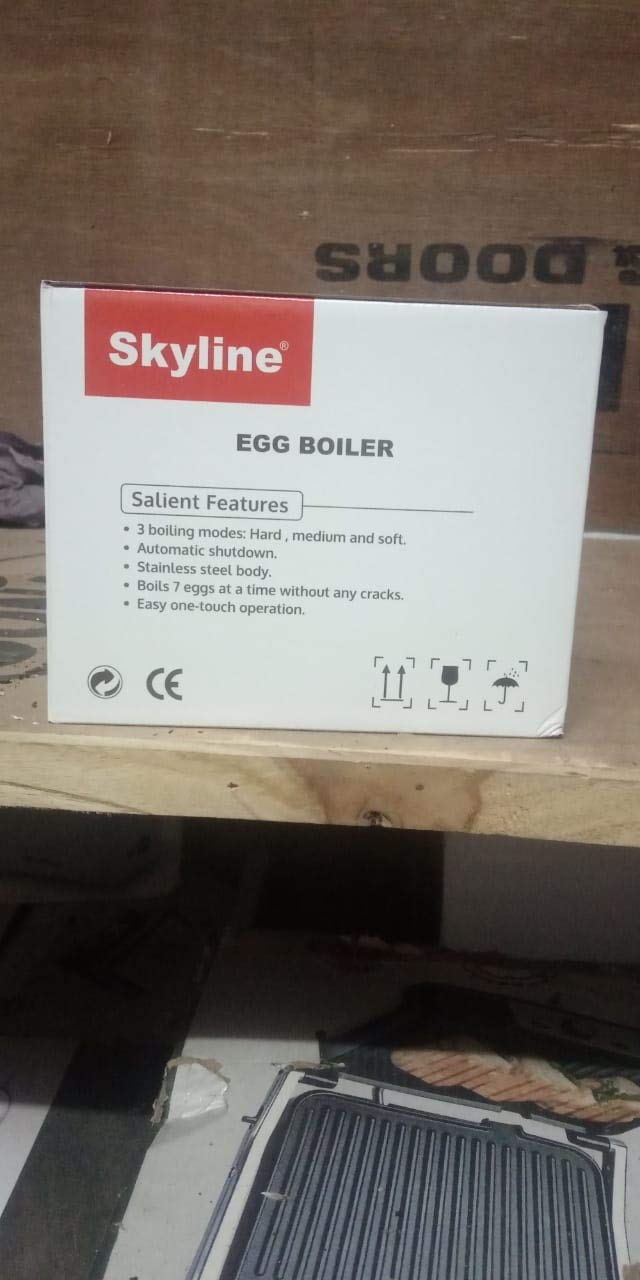 & DOORS
Skyline®
EGG BOILER
Salient Features
• 3 boiling modes: Hard , medium and soft.
• Automatic shutdown.
• Stainless steel body.
• Boils 7 eggs at a time without any cracks.
• Easy one-touch operation.
CE